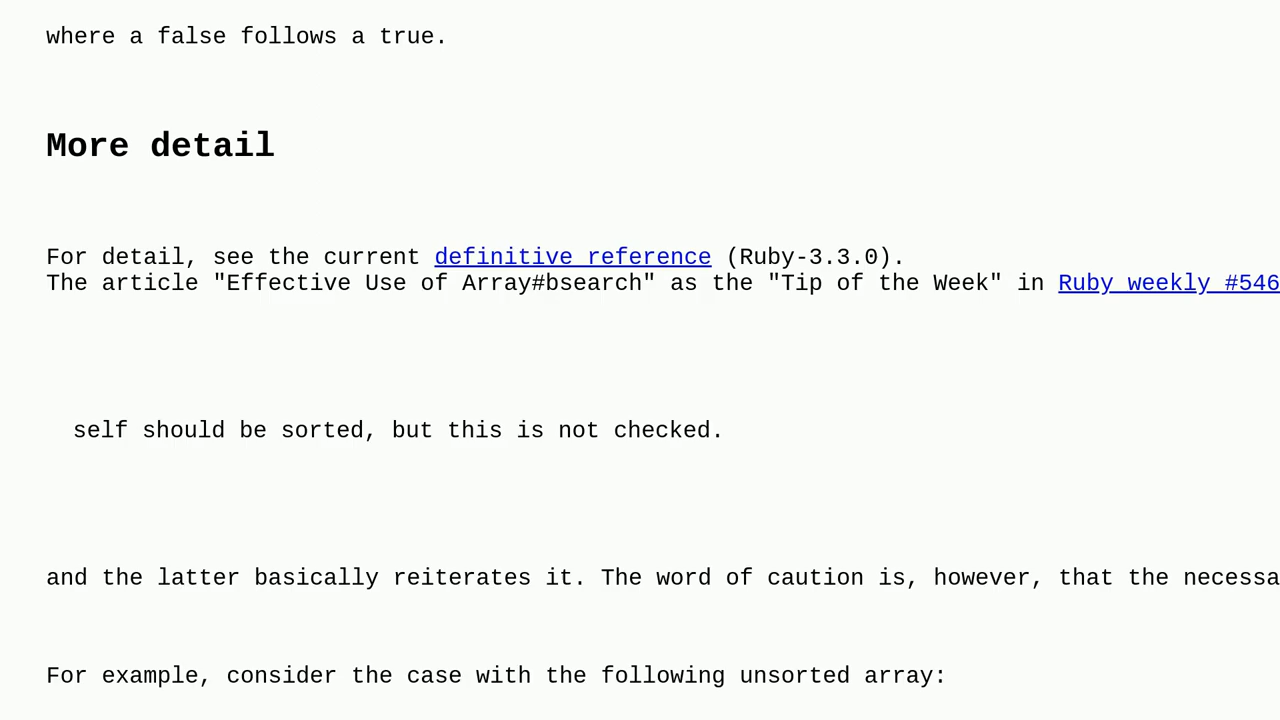 where a false follows a true.
More detail
For detail, see the current definitive reference (Ruby-3.3.0).
The article "Effective Use of Array#bsearch" as the "Tip of the Week" in Ruby weekly #546
self should be sorted, but this is not checked.
and the latter basically reiterates it. The word of caution is, however, that the necessa
For example, consider the case with the following unsorted array: